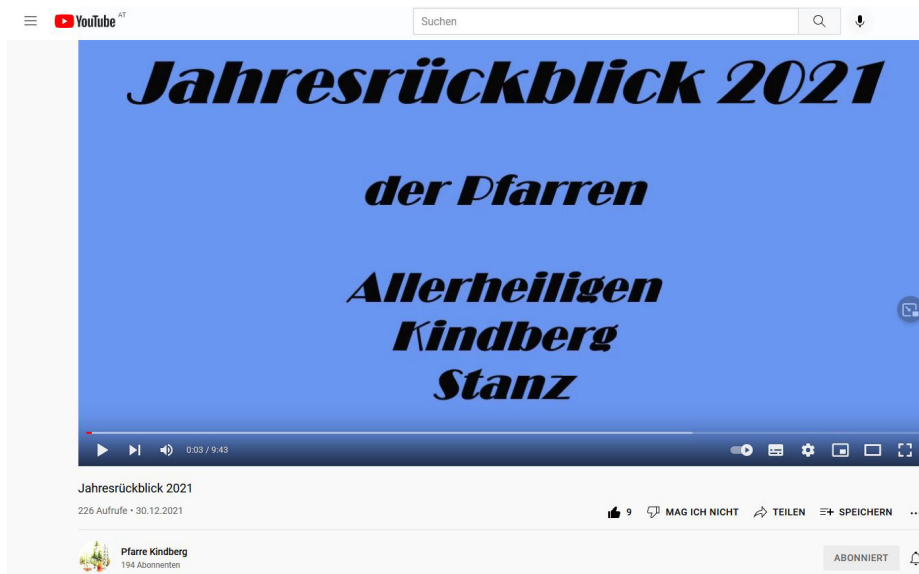 YouTube AT
Suchen
Jahresrückblick 2021
der Pfarren
Allerheiligen
Kindberg
Stanz
0:03 / 9:43
Jahresrückblick 2021
226 Aufrufe • 30.12.2021
9 MAG ICH NICHT TEILEN SPEICHERN
Pfarre Kindberg
194 Abonnenten
ABONNIERT